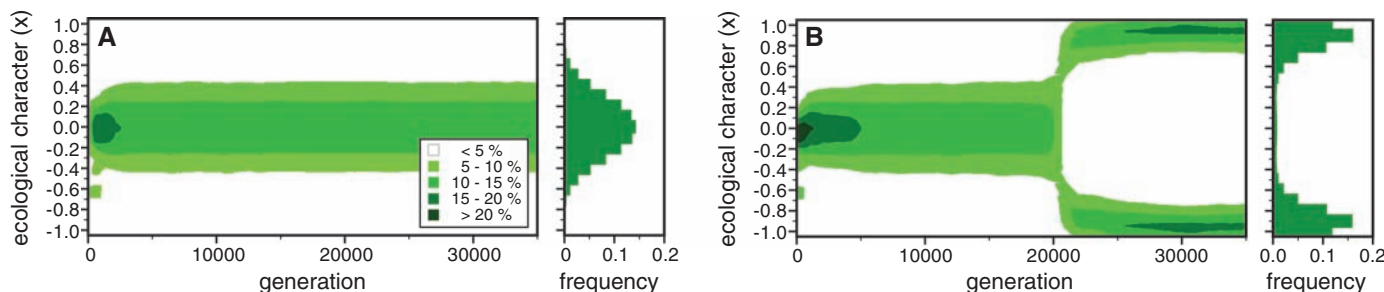 A
ecological character (x)
1.0
0.8
0.6
0.4
0.2
0.0
-0.2
-0.4
-0.6
-0.8
-1.0
< 5 %
5 - 10 %
10 - 15 %
15 - 20 %
> 20 %
0 10000 20000 30000
generation
0.0 0.1 0.2
frequency
B
ecological character (x)
1.0
0.8
0.6
0.4
0.2
0.0
-0.2
-0.4
-0.6
-0.8
-1.0
0 10000 20000 30000
generation
0.0 0.1 0.2
frequency